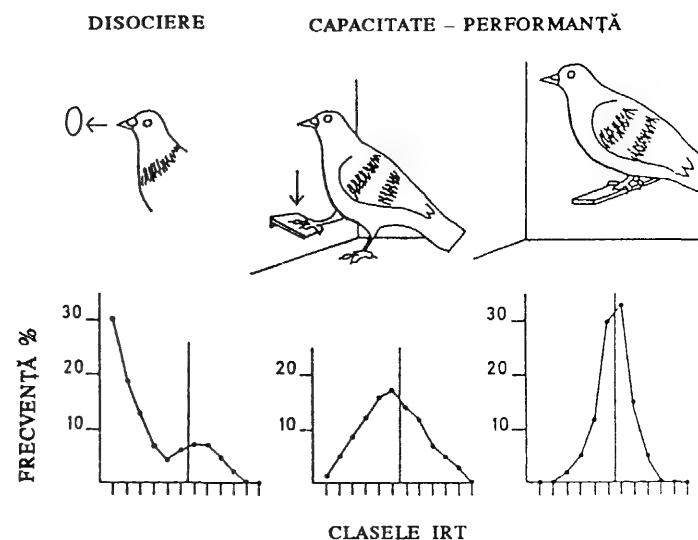 DISOCIERE
CAPACITATE – PERFORMANȚĂ
FRECVENȚĂ %
30
20
10
20
10
30
20
10
CLASELE IRT